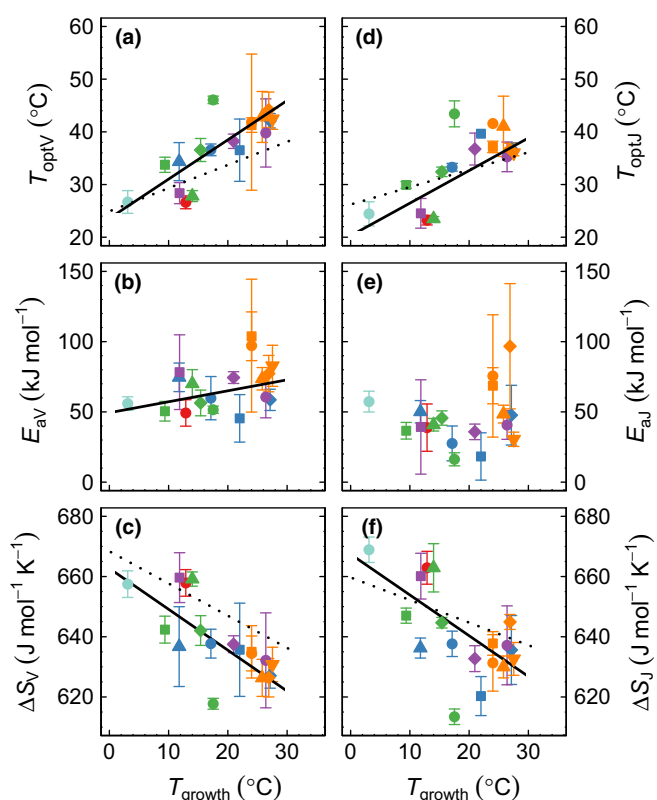 (a)
60
50
40
30
20
T_optV (°C)
(d)
60
50
40
30
20
T_optJ (°C)
(b)
150
100
50
0
E_aV (kJ mol⁻¹)
(e)
150
100
50
0
E_aJ (kJ mol⁻¹)
(c)
680
660
640
620
ΔS_V (J mol⁻¹ K⁻¹)
(f)
680
660
640
620
ΔS_J (J mol⁻¹ K⁻¹)
0 10 20 30
0 10 20 30
T_growth (°C)
T_growth (°C)